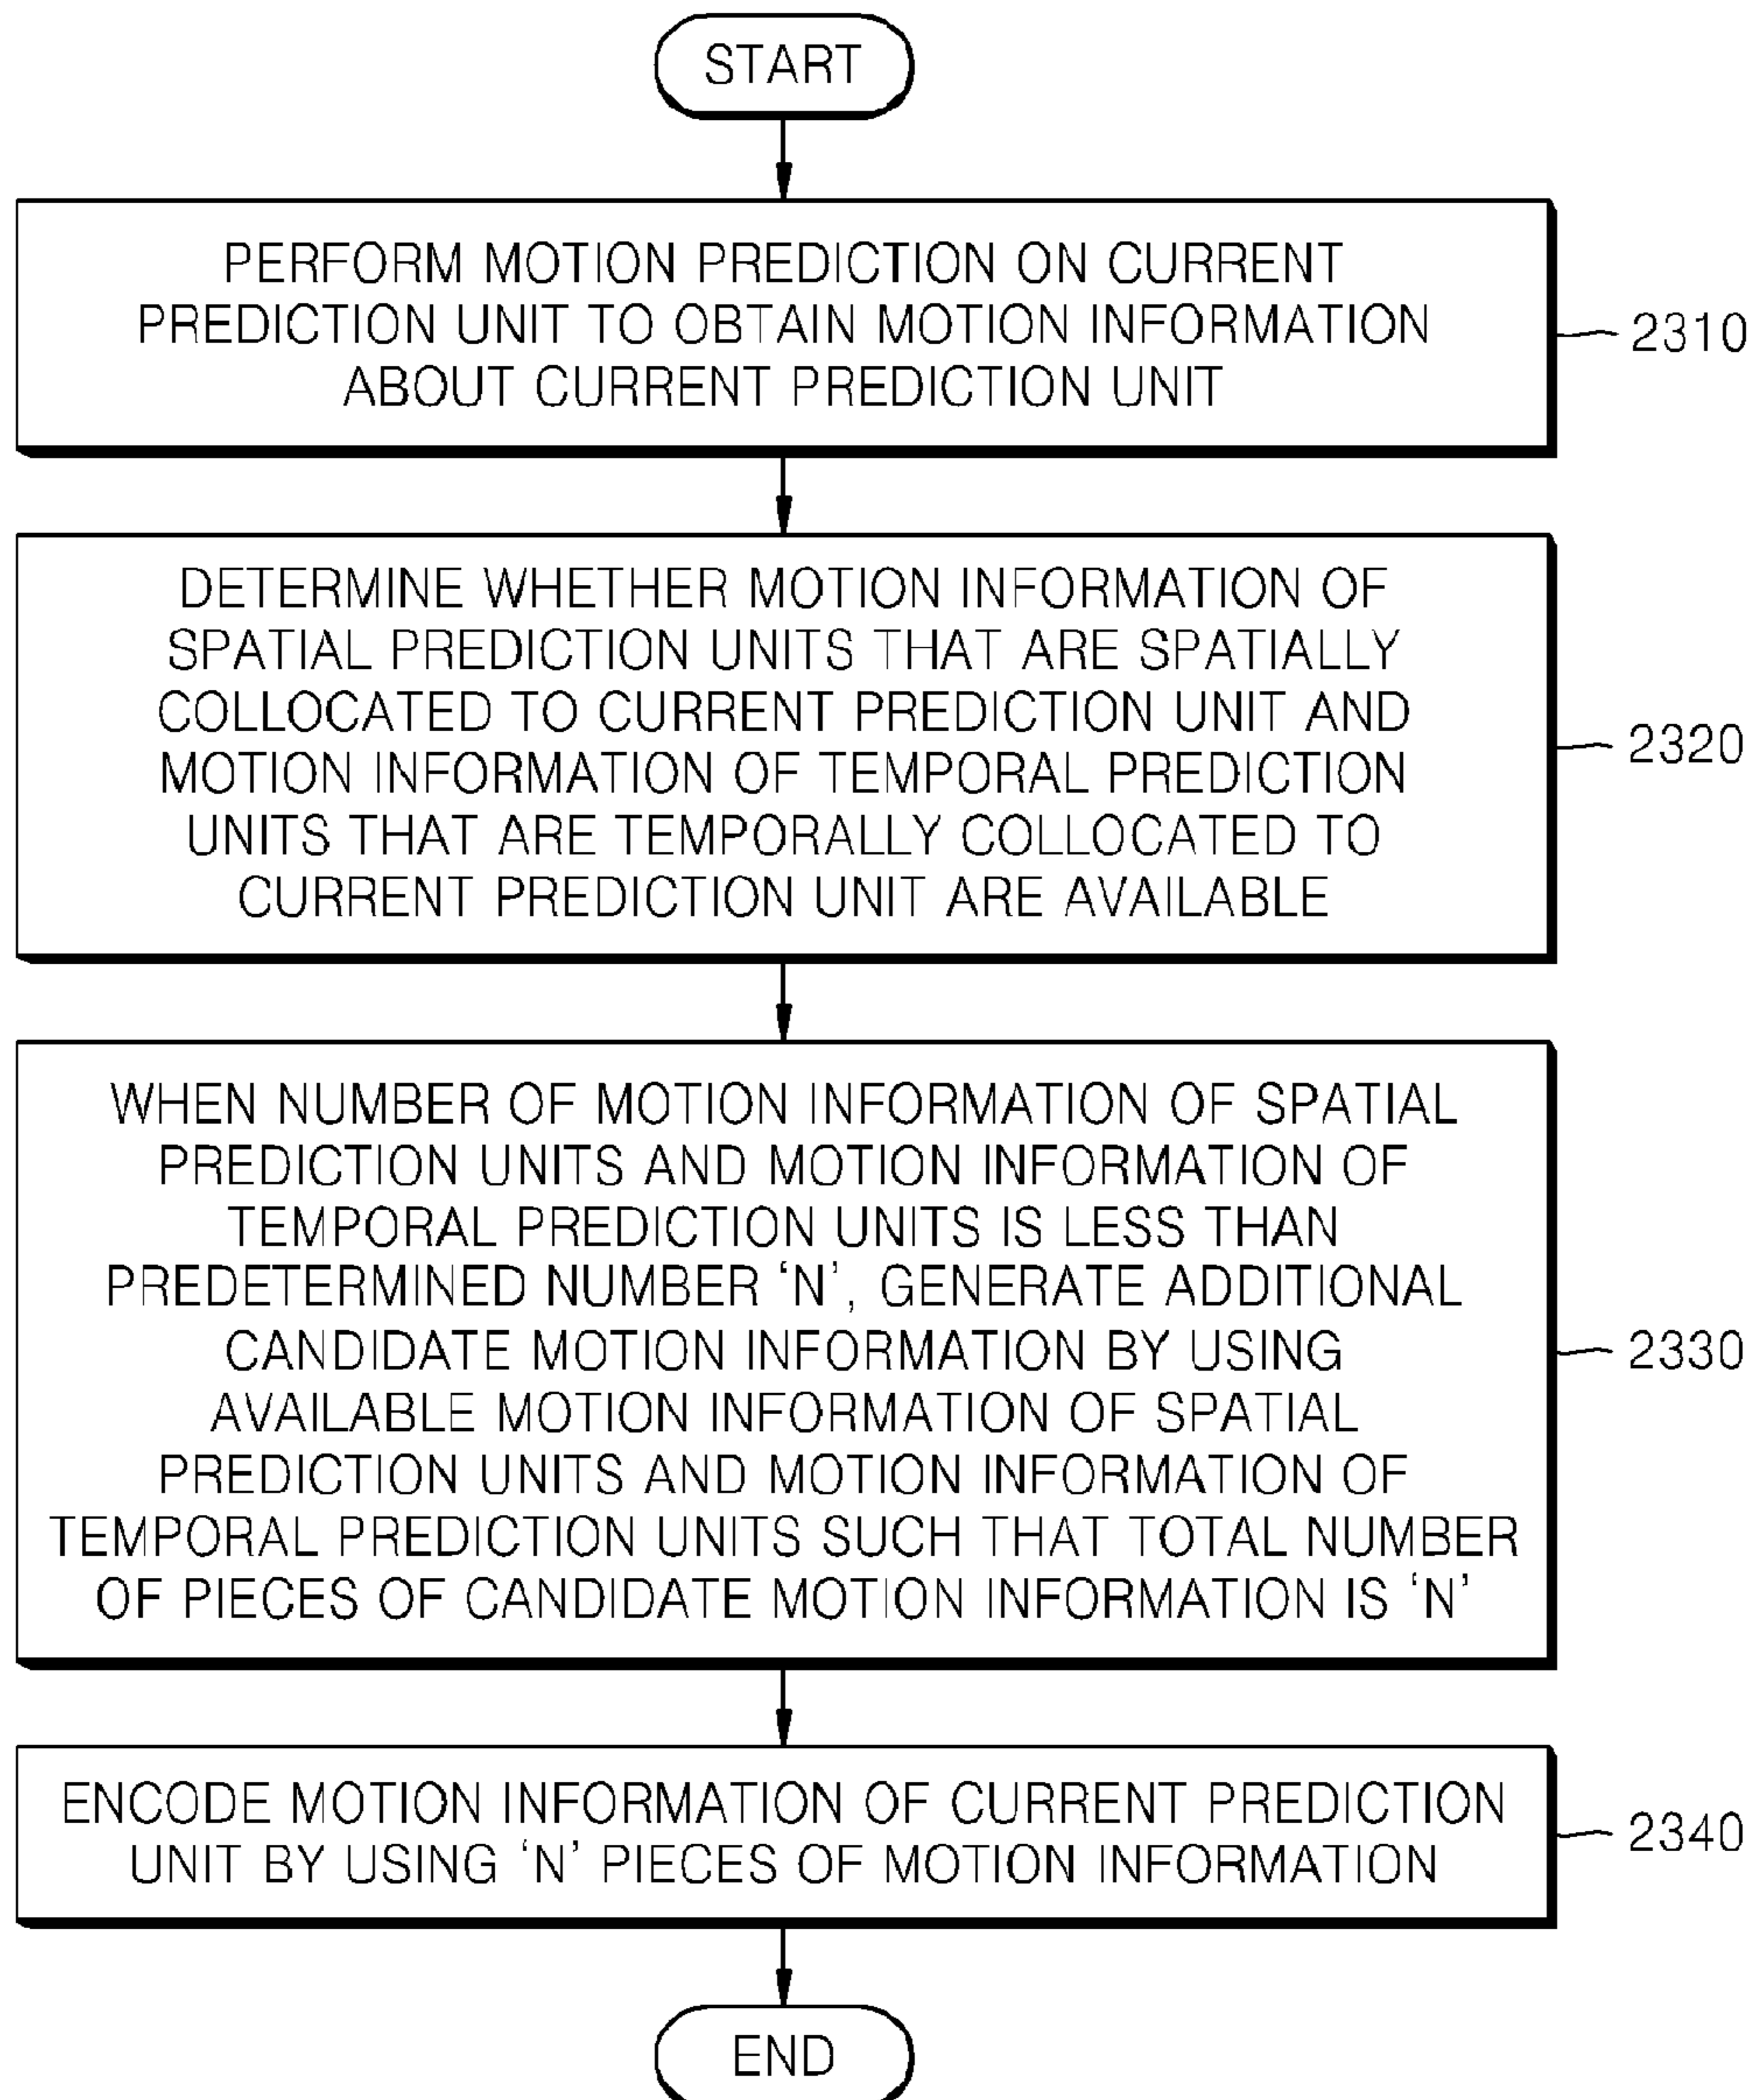 START
PERFORM MOTION PREDICTION ON CURRENT
PREDICTION UNIT TO OBTAIN MOTION INFORMATION
ABOUT CURRENT PREDICTION UNIT
2310
DETERMINE WHETHER MOTION INFORMATION OF
SPATIAL PREDICTION UNITS THAT ARE SPATIALLY
COLLOCATED TO CURRENT PREDICTION UNIT AND
MOTION INFORMATION OF TEMPORAL PREDICTION
UNITS THAT ARE TEMPORALLY COLLOCATED TO
CURRENT PREDICTION UNIT ARE AVAILABLE
2320
WHEN NUMBER OF MOTION INFORMATION OF SPATIAL
PREDICTION UNITS AND MOTION INFORMATION OF
TEMPORAL PREDICTION UNITS IS LESS THAN
PREDETERMINED NUMBER ‘N’, GENERATE ADDITIONAL
CANDIDATE MOTION INFORMATION BY USING
AVAILABLE MOTION INFORMATION OF SPATIAL
PREDICTION UNITS AND MOTION INFORMATION OF
TEMPORAL PREDICTION UNITS SUCH THAT TOTAL NUMBER
OF PIECES OF CANDIDATE MOTION INFORMATION IS ‘N’
2330
ENCODE MOTION INFORMATION OF CURRENT PREDICTION
UNIT BY USING ‘N’ PIECES OF MOTION INFORMATION
2340
END